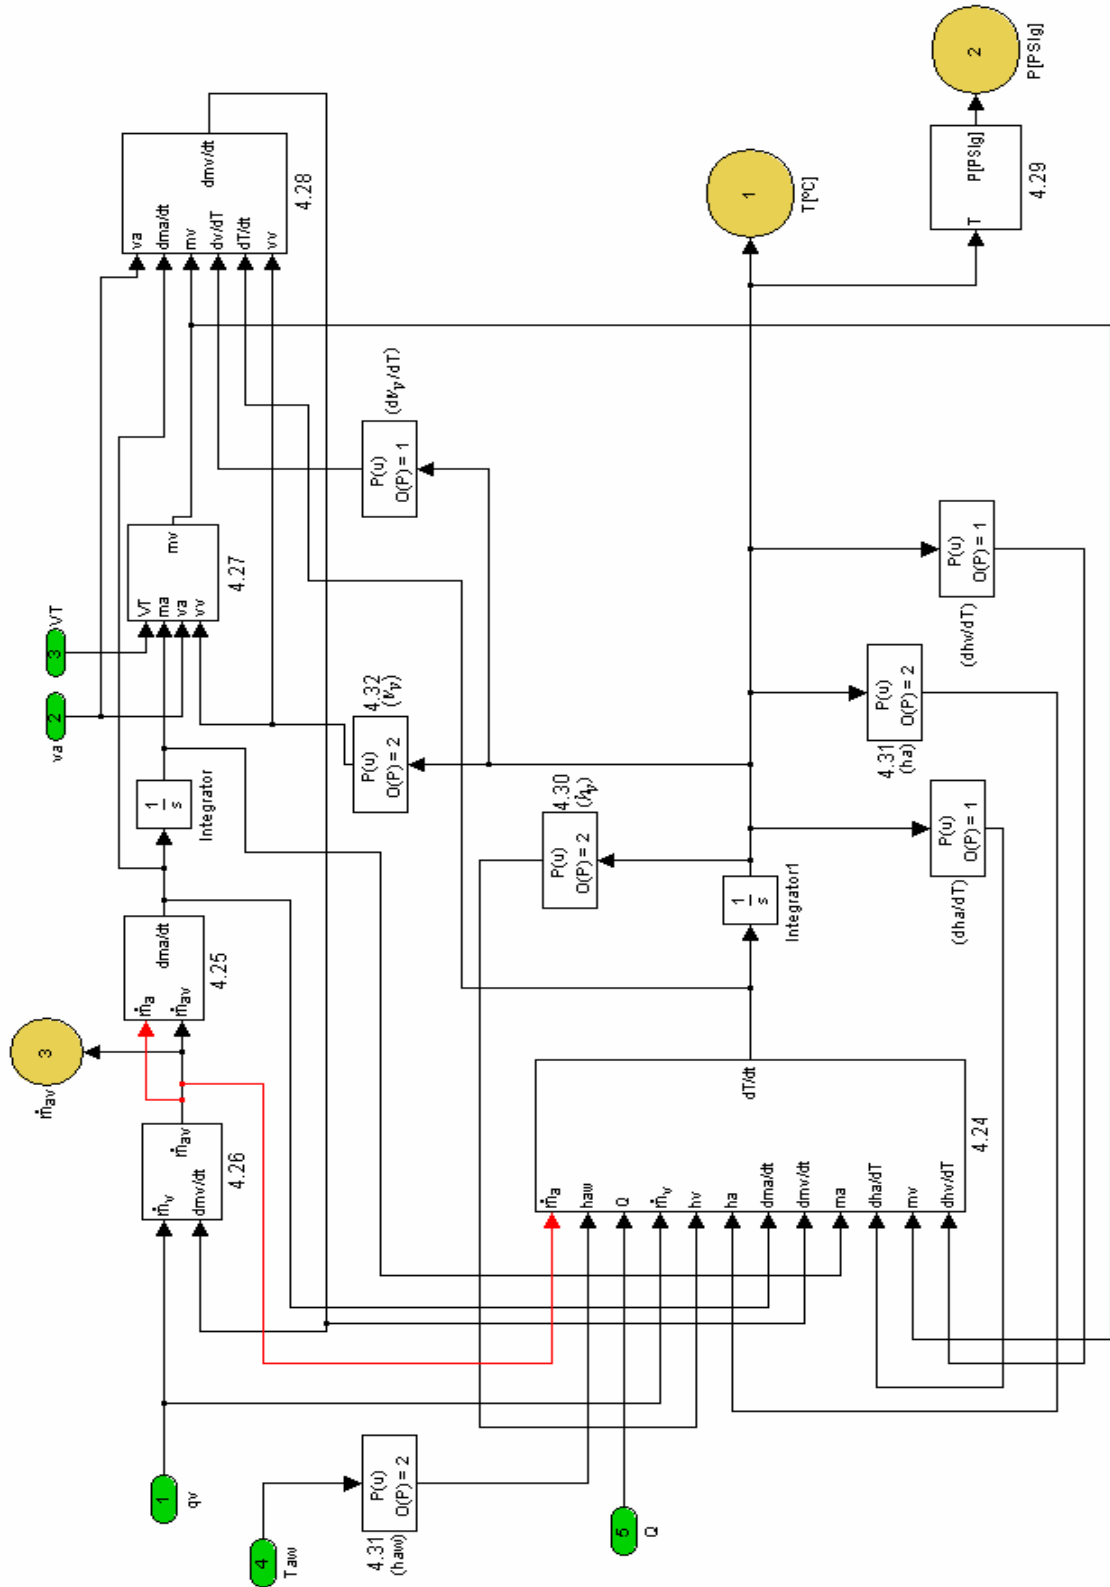 1
qv
4
Taw
P(u)
O(P) = 2
4.31
(haw)
5
Q
ṁv
dmv/dt
ṁav
4.26
3
ṁav
ṁa
ṁav
dma/dt
4.25
1
s
Integrator
va
2
3
VT
VT
ma
va
vv
mv
4.27
va
dma/dt
mv
dv/dT
dT/dt
vv
dmv/dt
4.28
P(u)
O(P) = 2
4.32
(vv)
P(u)
O(P) = 1
(dvv/dT)
ṁa
haw
Q
ṁv
hv
ha
dma/dt
dmv/dt
ma
dha/dT
mv
dhv/dT
dT/dt
4.24
P(u)
O(P) = 2
4.30
(hv)
1
s
Integrator1
P(u)
O(P) = 1
(dha/dT)
P(u)
O(P) = 2
4.31
(ha)
P(u)
O(P) = 1
(dhv/dT)
1
T[ºC]
T
P[PSIg]
4.29
2
P[PSIg]